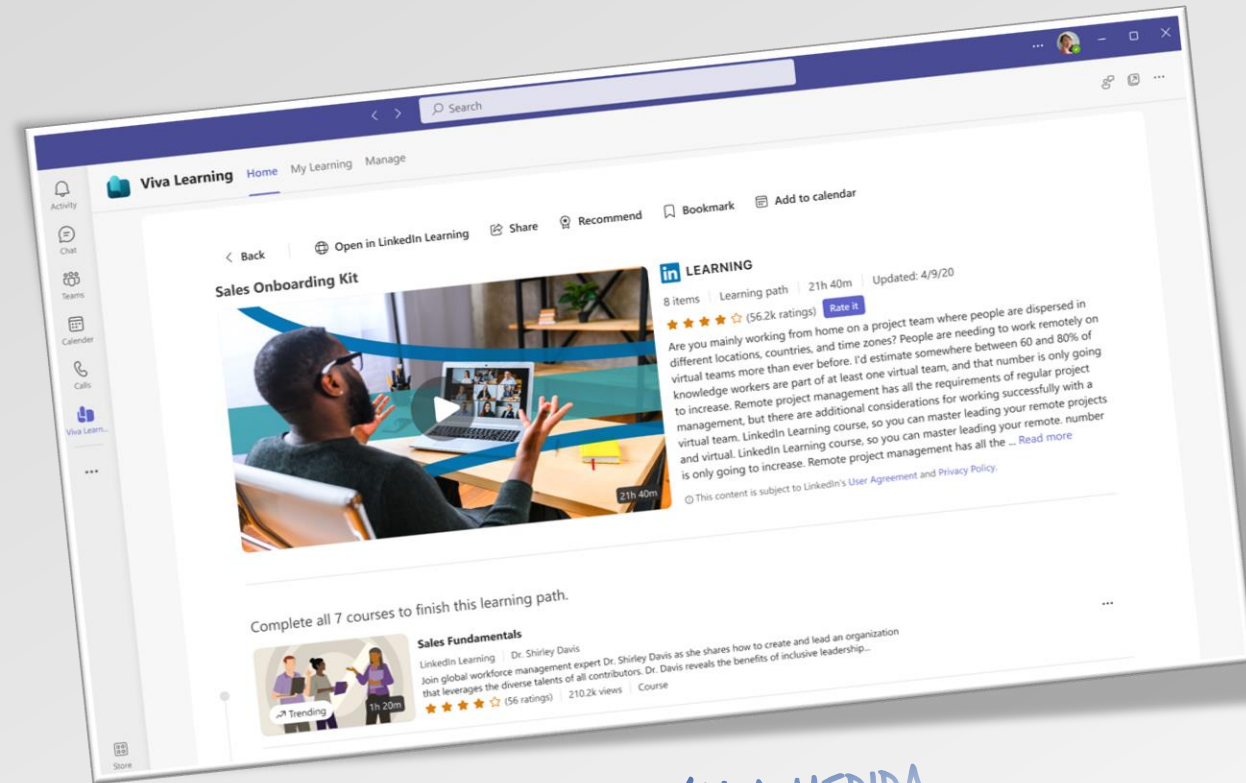 Search
Viva Learning Home My Learning Manage
Activity
Chat
Teams
Calender
Calls
Viva Learn...
Store
Back Open in LinkedIn Learning Share Recommend Bookmark Add to calendar
Sales Onboarding Kit
21h 40m
in LEARNING
8 items Learning path 21h 40m Updated: 4/9/20
(56.2k ratings) Rate it
Are you mainly working from home on a project team where people are dispersed in
different locations, countries, and time zones? People are needing to work remotely on
virtual teams more than ever before. I'd estimate somewhere between 60 and 80% of
knowledge workers are part of at least one virtual team, and that number is only going
to increase. Remote project management has all the requirements of regular project
management, but there are additional considerations for working successfully with a
virtual team. LinkedIn Learning course, so you can master leading your remote projects
and virtual. LinkedIn Learning course, so you can master leading your remote. number
is only going to increase. Remote project management has all the ... Read more
This content is subject to LinkedIn's User Agreement and Privacy Policy.
Complete all 7 courses to finish this learning path.
Trending
1h 20m
Sales Fundamentals
LinkedIn Learning Dr. Shirley Davis
Join global workforce management expert Dr. Shirley Davis as she shares how to create and lead an organization
that leverages the diverse talents of all contributors. Dr. Davis reveals the benefits of inclusive leadership...
(56 ratings) 210.2k views Course
MEDIDA